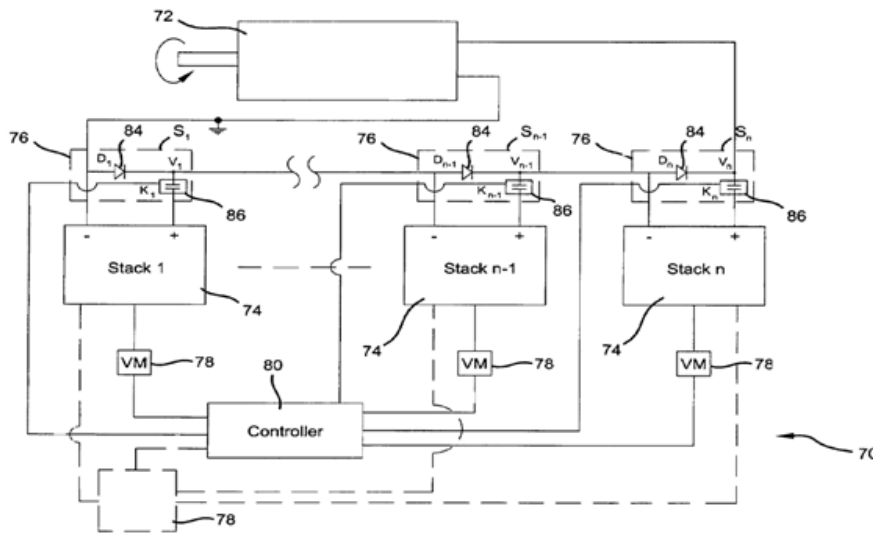 72
76 84 S1
D1 V1
K1
86
76 84 Sn-1
Dn-1 Vn-1
Kn-1
86
76 84 Sn
Dn Vn
Kn
86
- +
Stack 1
74
- +
Stack n-1
74
- +
Stack n
74
VM 78
VM 78
VM 78
80
Controller
70
78